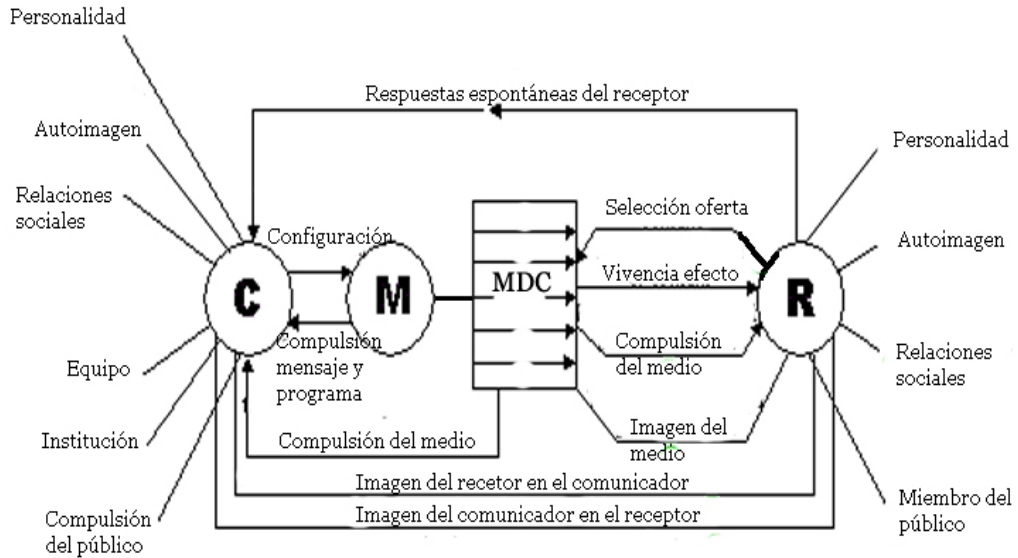 Personalidad
Respuestas espontáneas del receptor
Autoimagen
Personalidad
Relaciones
sociales
Selección oferta
Configuración
Autoimagen
C
M
MDC
Vivencia efecto
R
Compulsión
mensaje y
programa
Compulsión
del medio
Equipo
Relaciones
sociales
Institución
Compulsión del medio
Imagen del
medio
Imagen del recetor en el comunicador
Imagen del comunicador en el receptor
Compulsión
del público
Miembro del
público